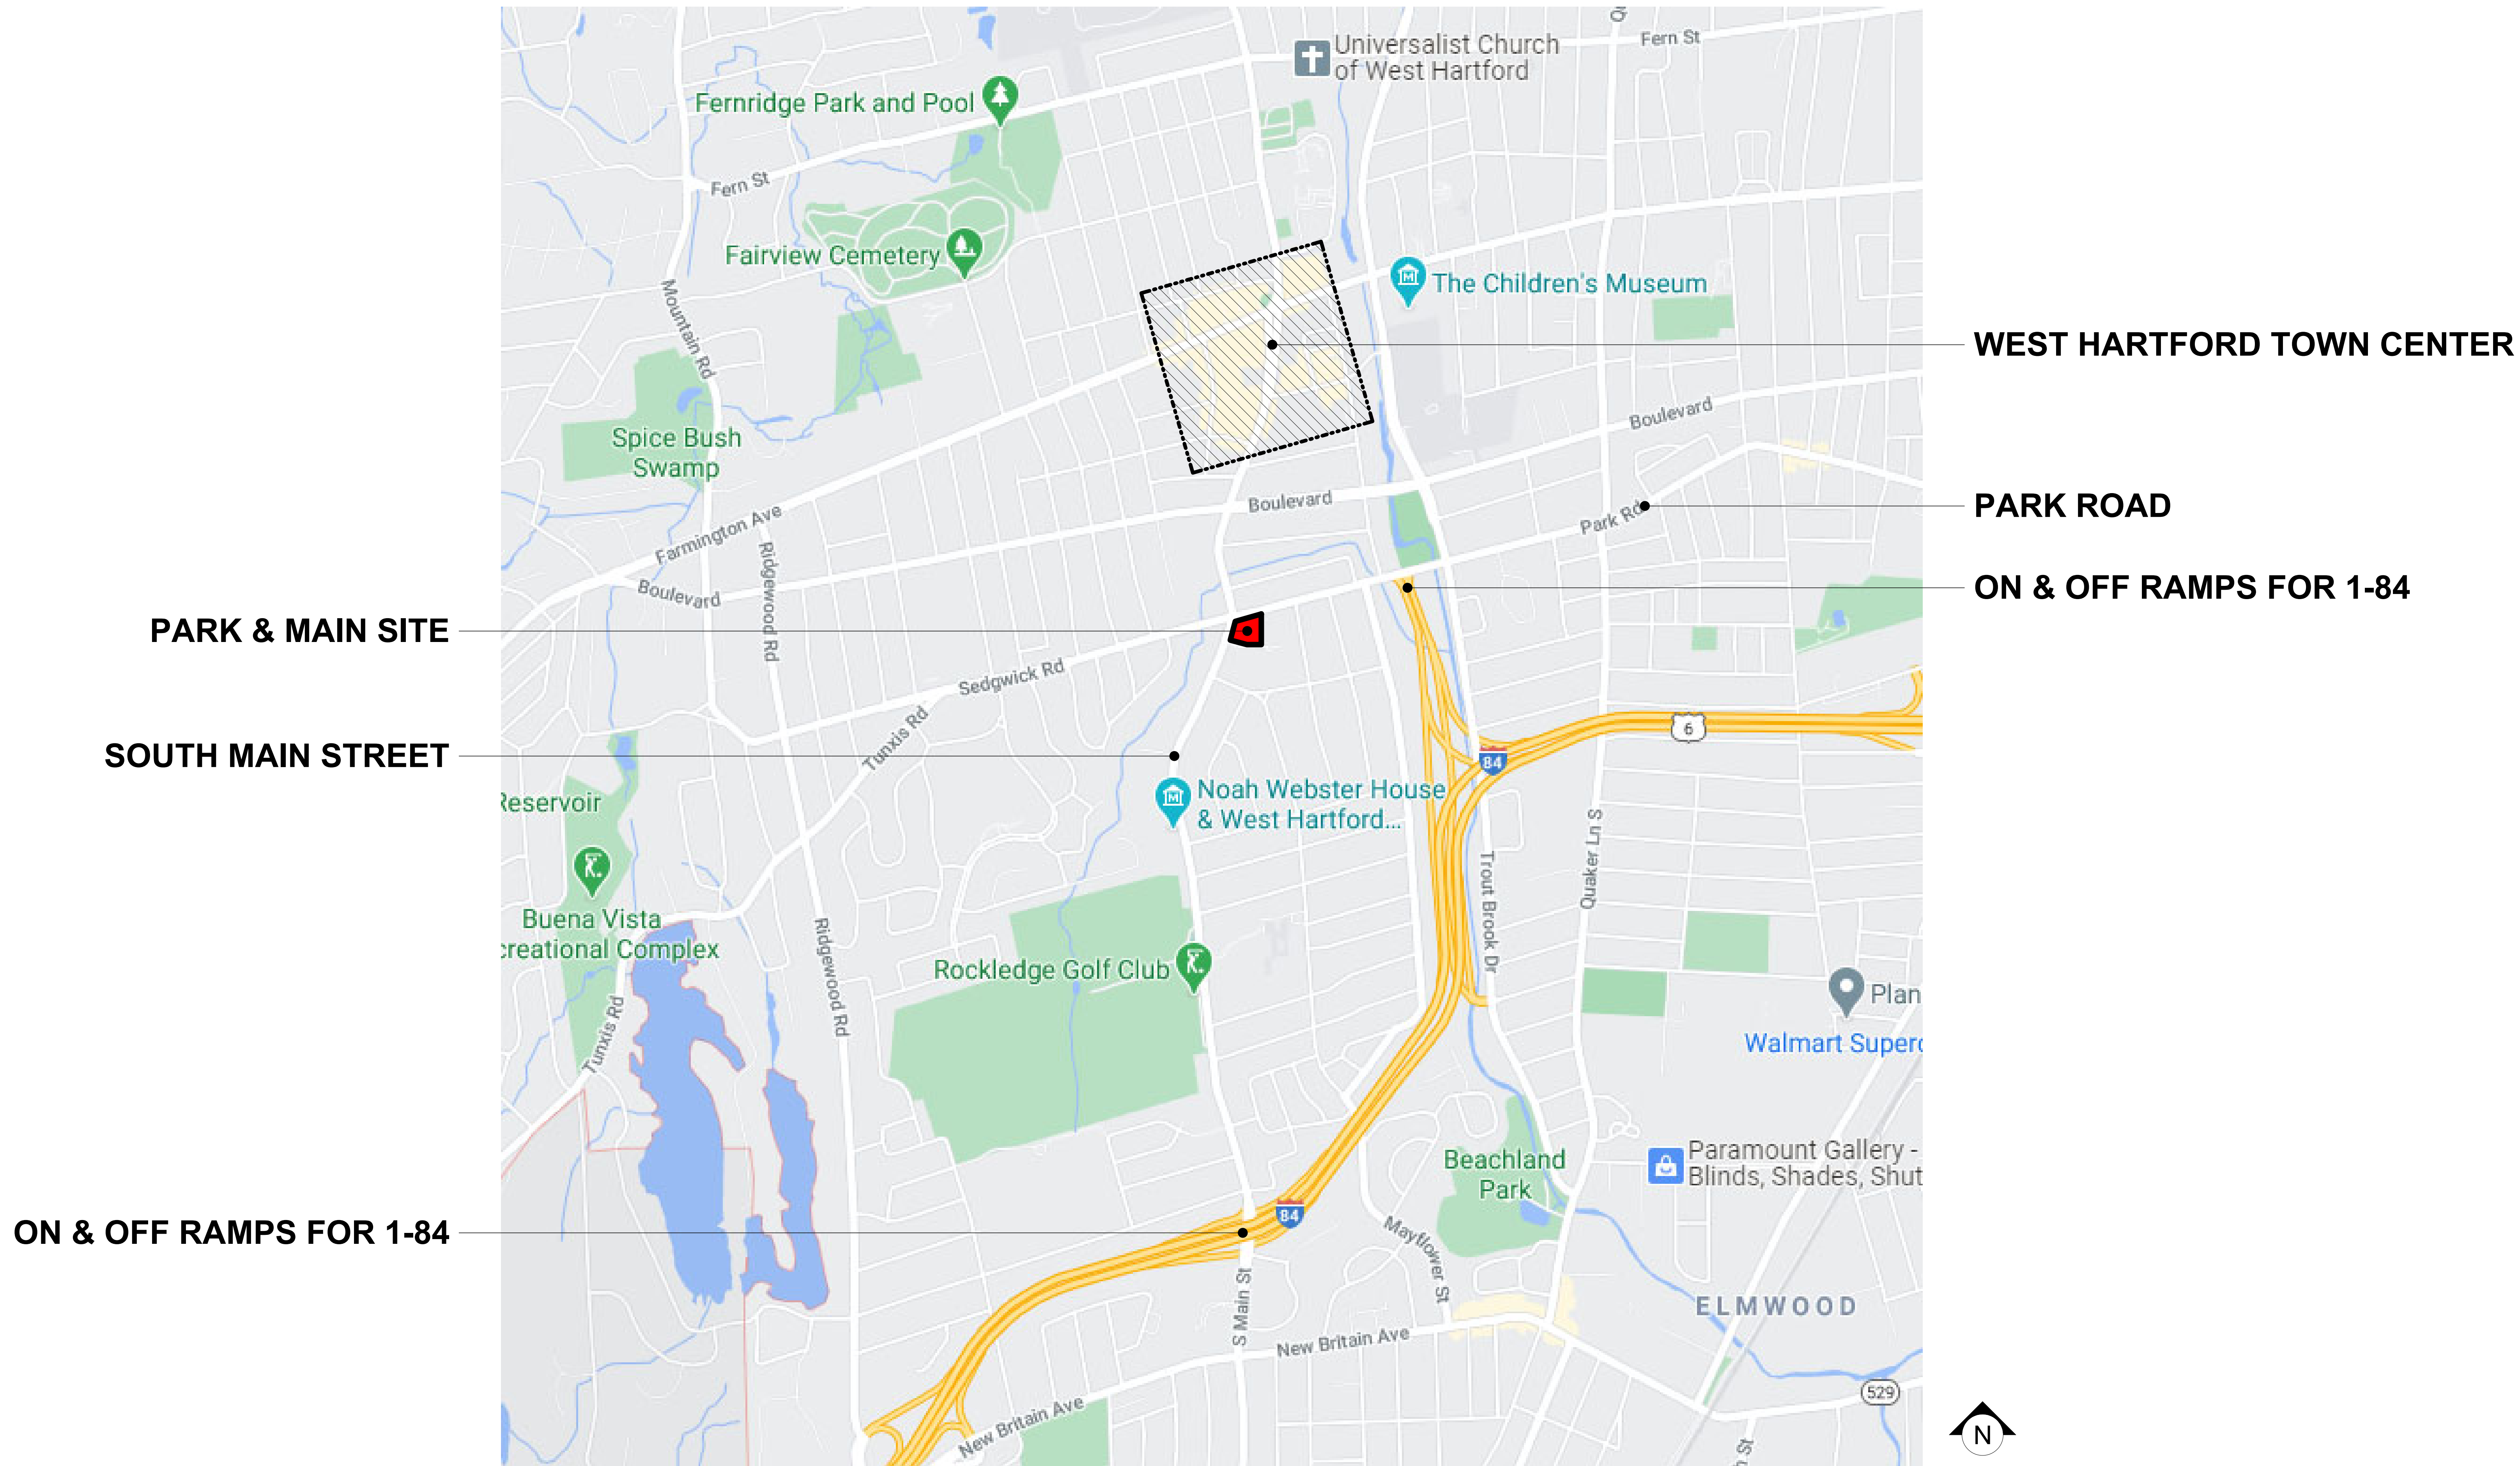 Universalist Church
of West Hartford
Fern St
Fernridge Park and Pool
Fern St
Fairview Cemetery
The Children's Museum
Mountain Rd
WEST HARTFORD TOWN CENTER
Boulevard
Spice Bush
Swamp
Boulevard
Park Rd
PARK ROAD
Farmington Ave
Ridgewood Rd
Boulevard
ON & OFF RAMPS FOR 1-84
PARK & MAIN SITE
Sedgwick Rd
Tunxis Rd
6
SOUTH MAIN STREET
84
Noah Webster House
& West Hartford...
Reservoir
Quaker Ln S
Trout Brook Dr
Buena Vista
creational Complex
Ridgewood Rd
Rockledge Golf Club
Tunxis Rd
Plan
Walmart Superc
Beachland
Park
Paramount Gallery -
Blinds, Shades, Shut
84
ON & OFF RAMPS FOR 1-84
Mayflower St
S Main St
ELMWOOD
New Britain Ave
529
New Britain Ave
N
St